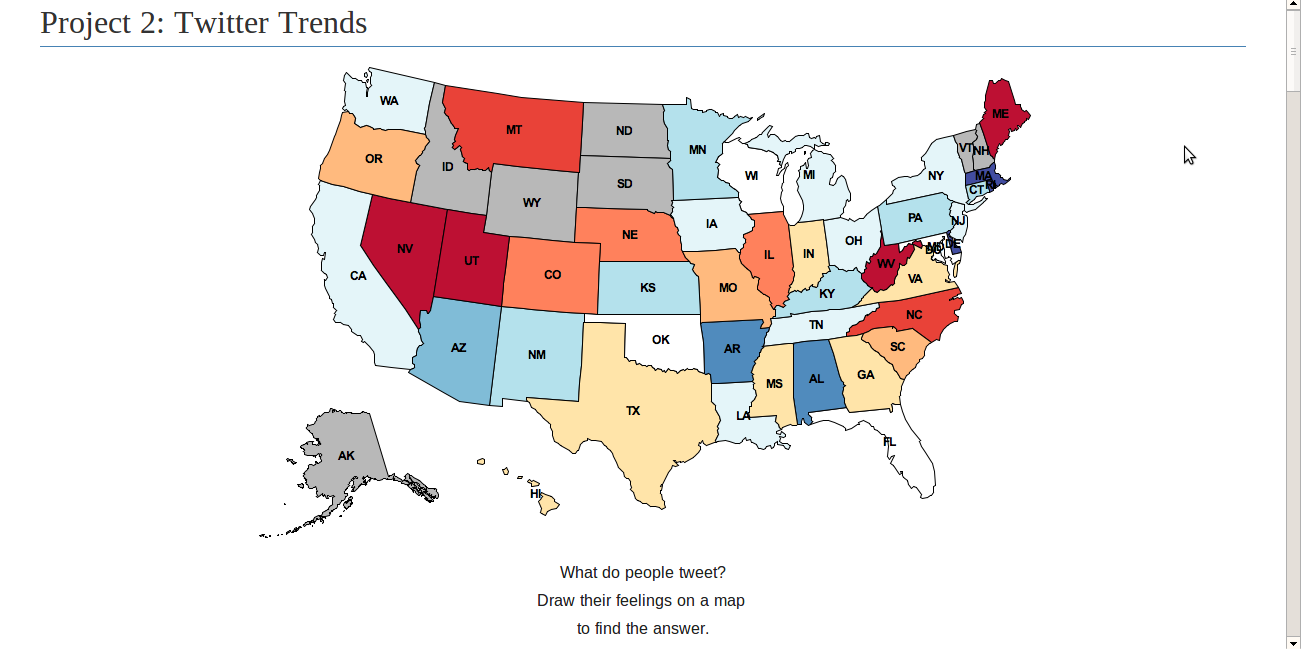 Project 2: Twitter Trends
WA
ME
MT
ND
MN
VT
NH
OR
ID
SD
WI
MI
NY
MA
RI
CT
WY
IA
PA
NJ
NE
OH
DE
MD
DC
NV
UT
CO
IL
IN
WV
CA
KS
MO
KY
VA
NC
TN
OK
AZ
NM
AR
SC
MS
AL
GA
TX
LA
FL
AK
HI
What do people tweet?
Draw their feelings on a map
to find the answer.